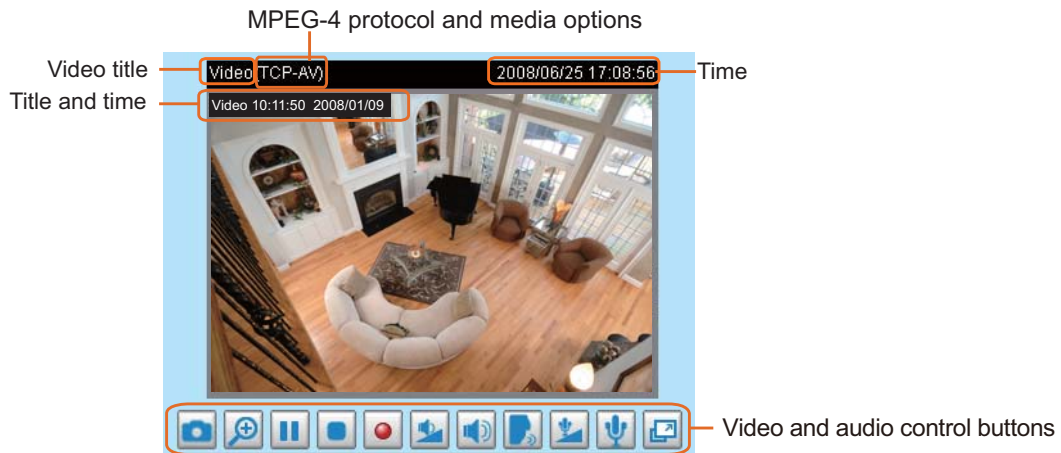 MPEG-4 protocol and media options
Video title
Video (TCP-AV)
2008/06/25 17:08:56
Time
Title and time
Video 10:11:50 2008/01/09
Video and audio control buttons